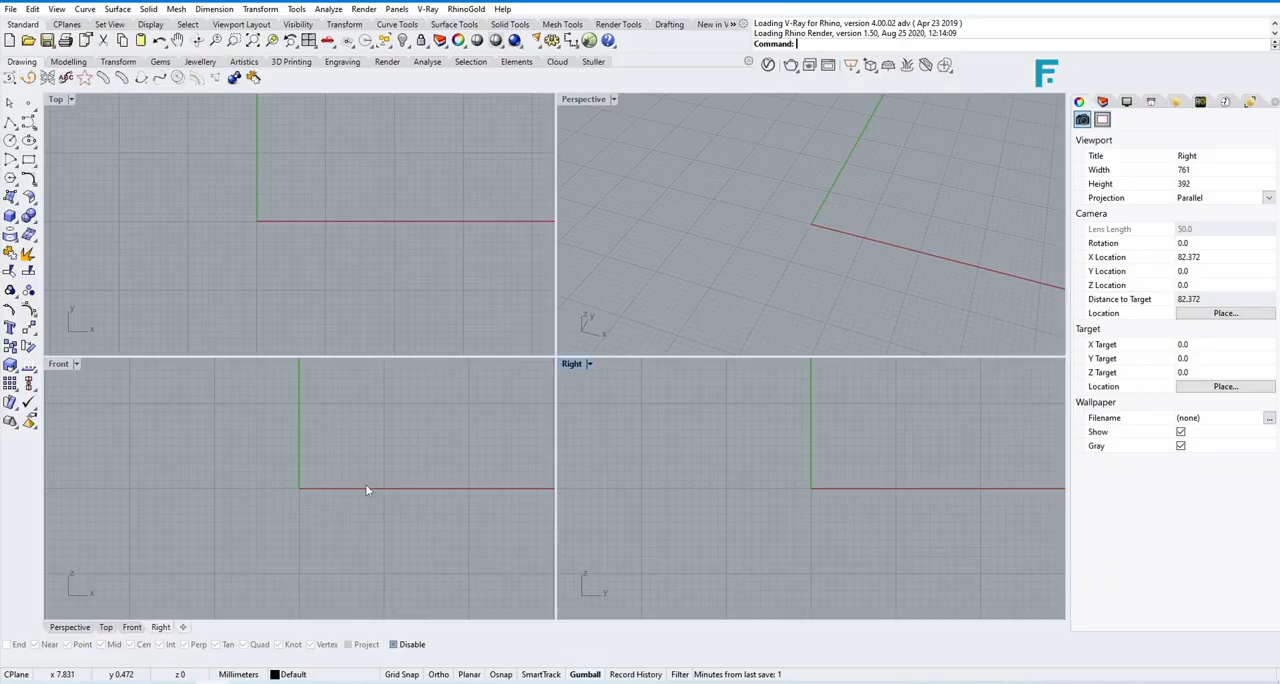 File Edit View Curve Surface Solid Mesh Dimension Transform Tools Analyze Render Panels V-Ray RhinoGold Help
Standard CPlanes Set View Display Select Viewport Layout Visibility Transform Curve Tools Surface Tools Solid Tools Mesh Tools Render Tools Drafting New in V »
Loading V-Ray for Rhino, version 4.00.02 adv ( Apr 23 2019 )
Loading Rhino Render, version 1.50, Aug 25 2020, 12:14:09
Command:
Drawing Modelling Transform Gems Jewellery Artistics 3D Printing Engraving Render Analyse Selection Elements Cloud Stuller
ABC
F
Top
Perspective
y
x
z y
x
Front
Right
z
x
z
y
Viewport
Title Right
Width 761
Height 392
Projection Parallel
Camera
Lens Length 50.0
Rotation 0.0
X Location 82.372
Y Location 0.0
Z Location 0.0
Distance to Target 82.372
Location Place...
Target
X Target 0.0
Y Target 0.0
Z Target 0.0
Location Place...
Wallpaper
Filename (none) ...
Show
Gray
Perspective Top Front Right
End Near Point Mid Cen Int Perp Tan Quad Knot Vertex Project Disable
CPlane x 7.831 y 0.472 z 0 Millimeters Default Grid Snap Ortho Planar Osnap SmartTrack Gumball Record History Filter Minutes from last save: 1